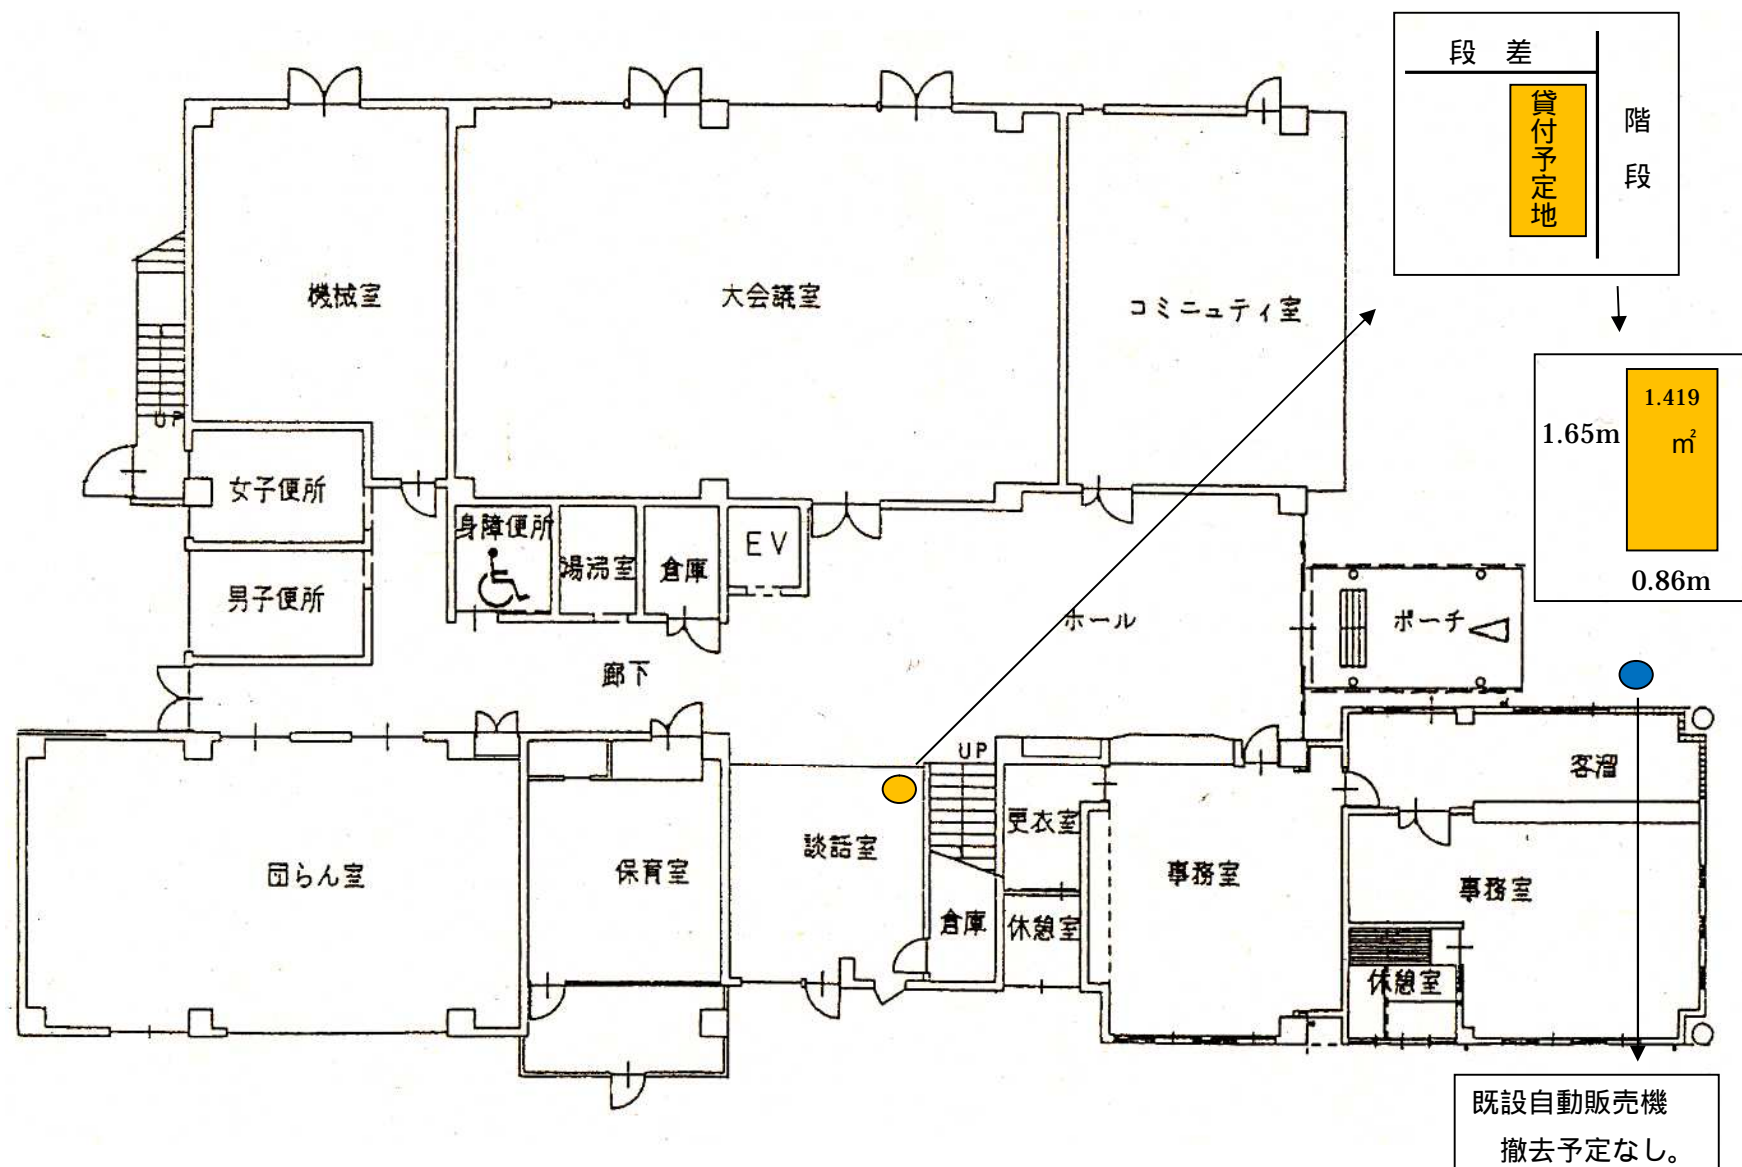 段 差
貸付予定地
階段
機械室
大会議室
コミニュティ室
1.419
㎡
1.65m
0.86m
UP
女子便所
身障便所
湯沸室
倉庫
EV
男子便所
ホール
ポーチ
廊下
UP
客溜
更衣室
談話室
団らん室
保育室
事務室
事務室
倉庫
休憩室
休憩室
既設自動販売機
撤去予定なし。